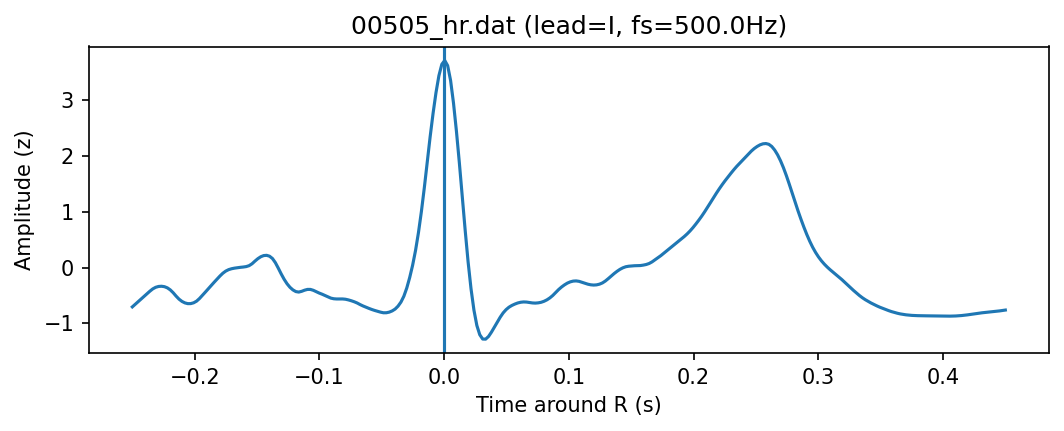 00505_hr.dat (lead=I, fs=500.0Hz)
Amplitude (z)
3
2
1
0
−1
−0.2 −0.1 0.0 0.1 0.2 0.3 0.4
Time around R (s)